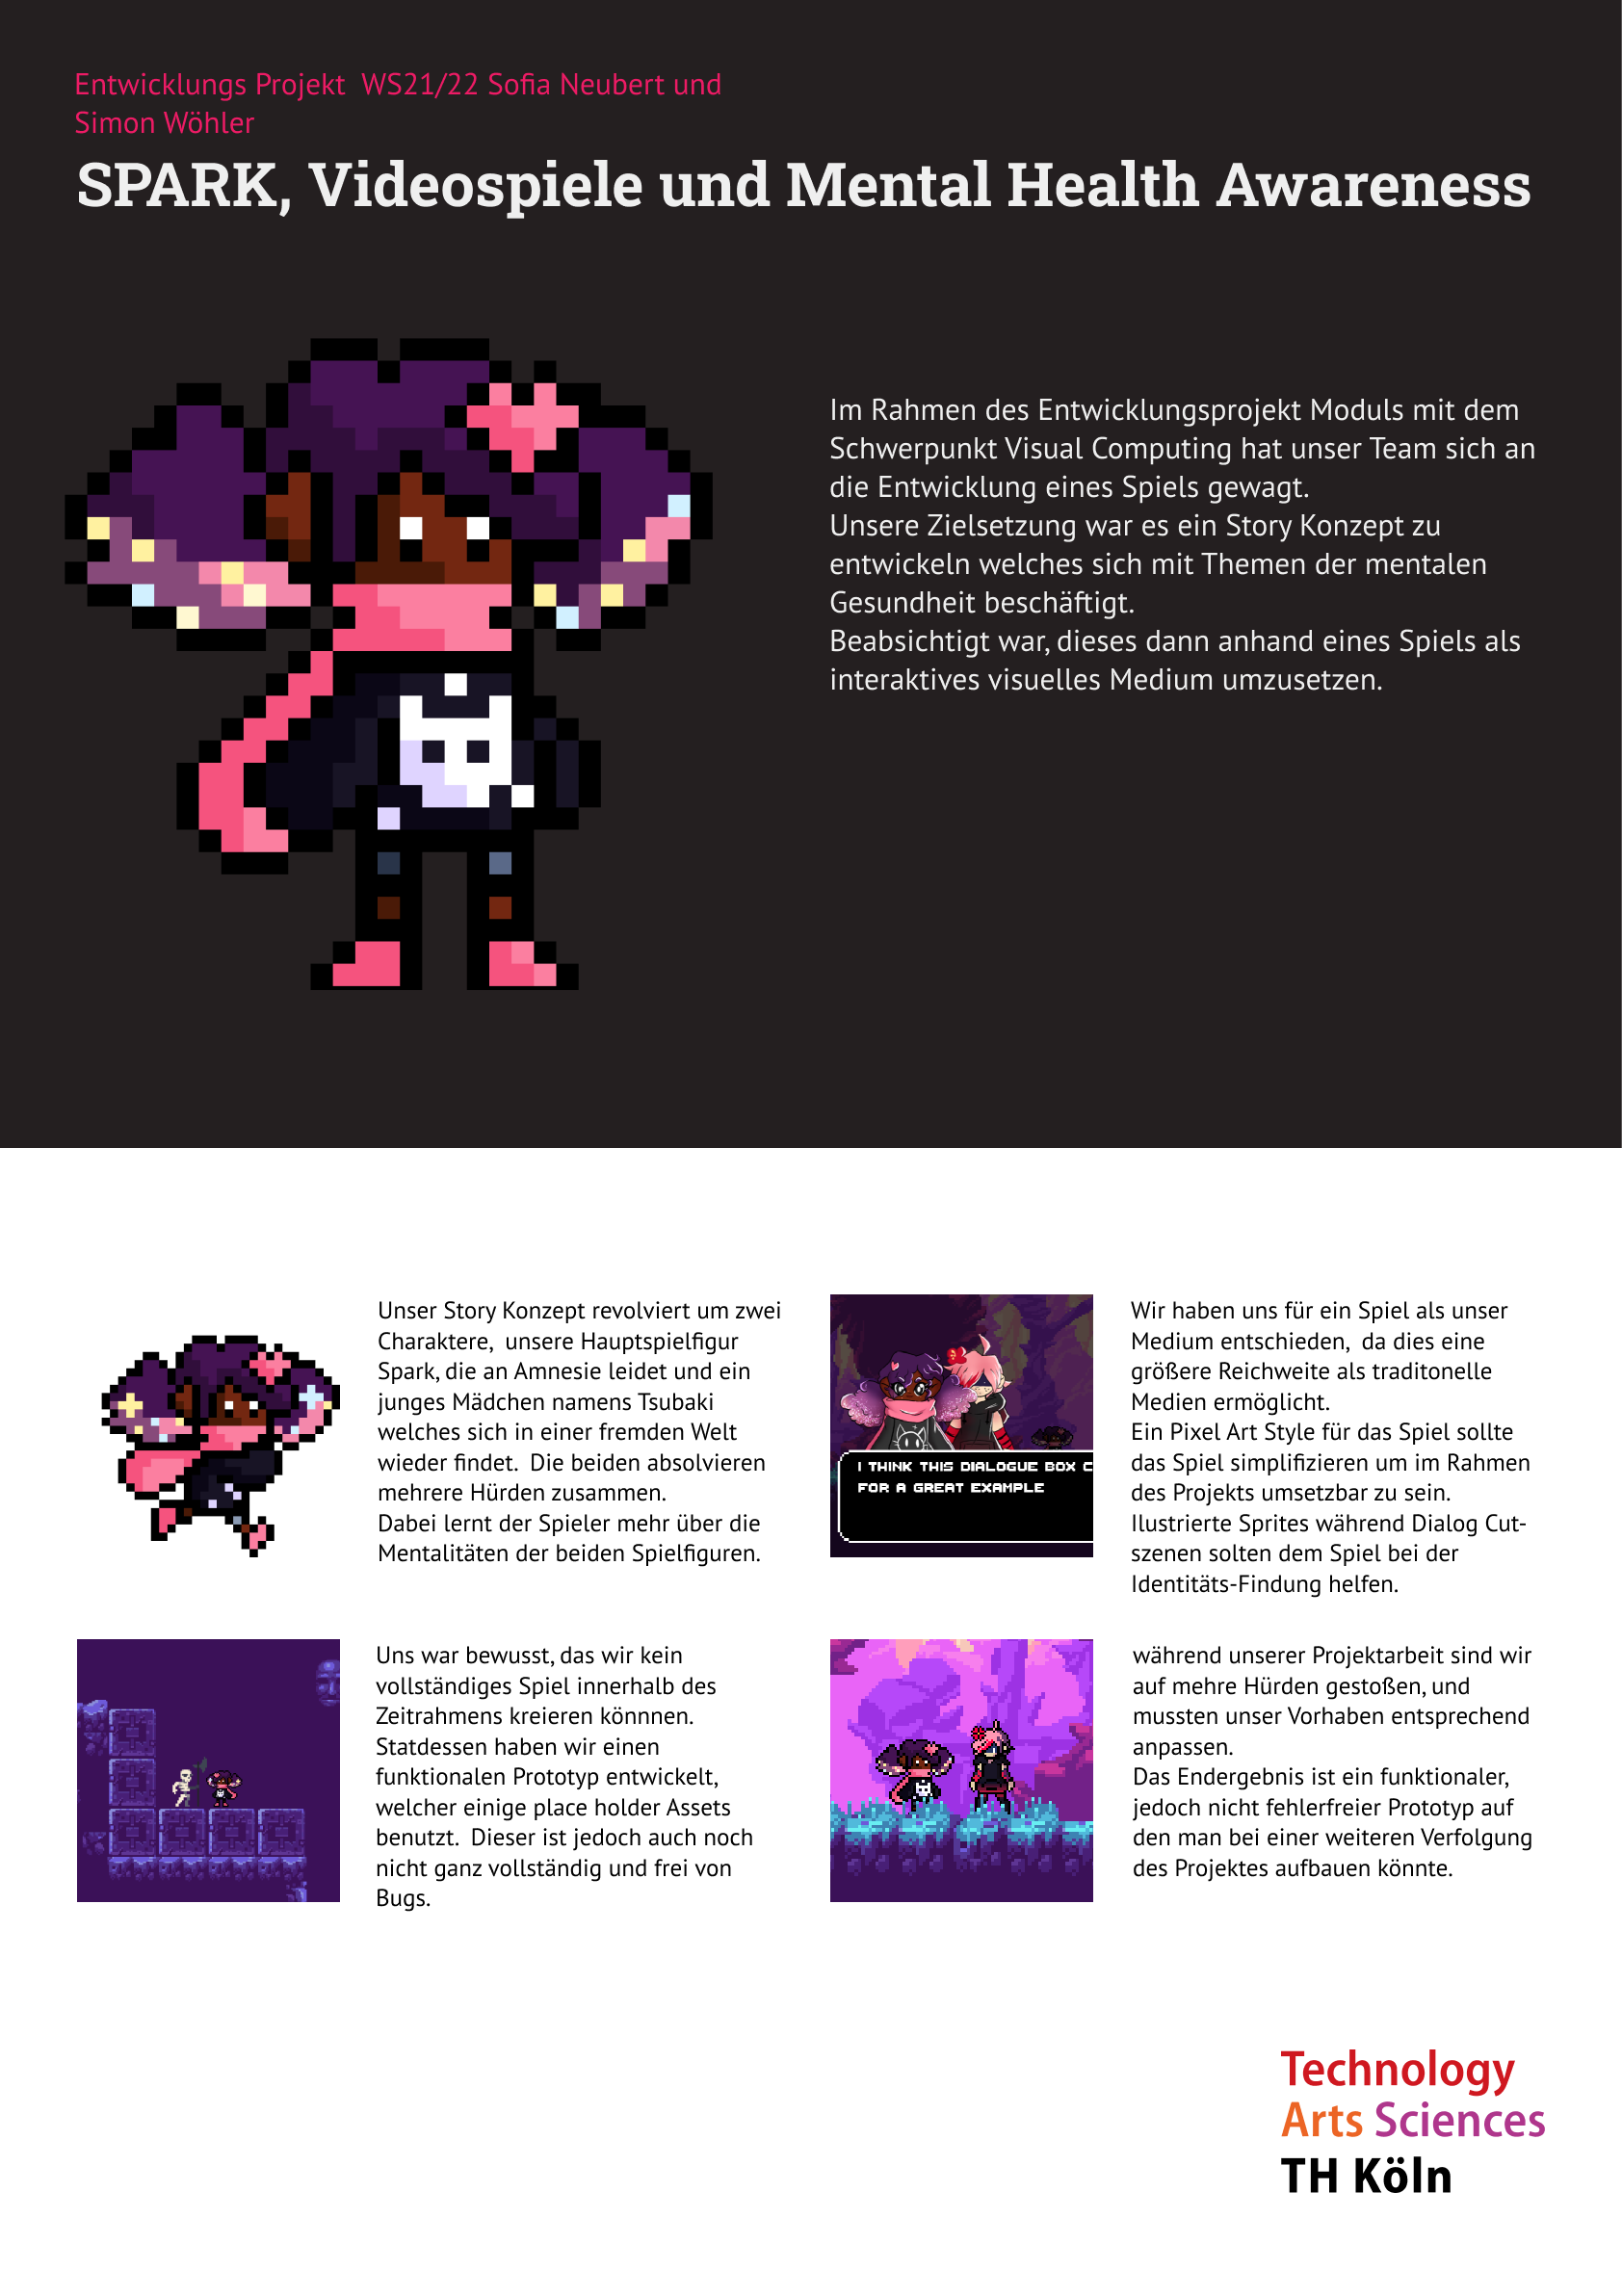 Entwicklungs Projekt  WS21/22 Sofia Neubert und
Simon Wöhler
SPARK, Videospiele und Mental Health Awareness
Im Rahmen des Entwicklungsprojekt Moduls mit dem
Schwerpunkt Visual Computing hat unser Team sich an
die Entwicklung eines Spiels gewagt.
Unsere Zielsetzung war es ein Story Konzept zu
entwickeln welches sich mit Themen der mentalen
Gesundheit beschäftigt.
Beabsichtigt war, dieses dann anhand eines Spiels als
interaktives visuelles Medium umzusetzen.
Unser Story Konzept revolviert um zwei
Charaktere,  unsere Hauptspielfigur
Spark, die an Amnesie leidet und ein
junges Mädchen namens Tsubaki
welches sich in einer fremden Welt
wieder findet.  Die beiden absolvieren
mehrere Hürden zusammen.
Dabei lernt der Spieler mehr über die
Mentalitäten der beiden Spielfiguren.
I THINK THIS DIALOGUE BOX C
FOR A GREAT EXAMPLE
Wir haben uns für ein Spiel als unser
Medium entschieden,  da dies eine
größere Reichweite als traditonelle
Medien ermöglicht.
Ein Pixel Art Style für das Spiel sollte
das Spiel simplifizieren um im Rahmen
des Projekts umsetzbar zu sein.
Ilustrierte Sprites während Dialog Cut-
szenen solten dem Spiel bei der
Identitäts-Findung helfen.
Uns war bewusst, das wir kein
vollständiges Spiel innerhalb des
Zeitrahmens kreieren könnnen.
Statdessen haben wir einen
funktionalen Prototyp entwickelt,
welcher einige place holder Assets
benutzt.  Dieser ist jedoch auch noch
nicht ganz vollständig und frei von
Bugs.
während unserer Projektarbeit sind wir
auf mehre Hürden gestoßen, und
mussten unser Vorhaben entsprechend
anpassen.
Das Endergebnis ist ein funktionaler,
jedoch nicht fehlerfreier Prototyp auf
den man bei einer weiteren Verfolgung
des Projektes aufbauen könnte.
Technology
Arts Sciences
TH Köln